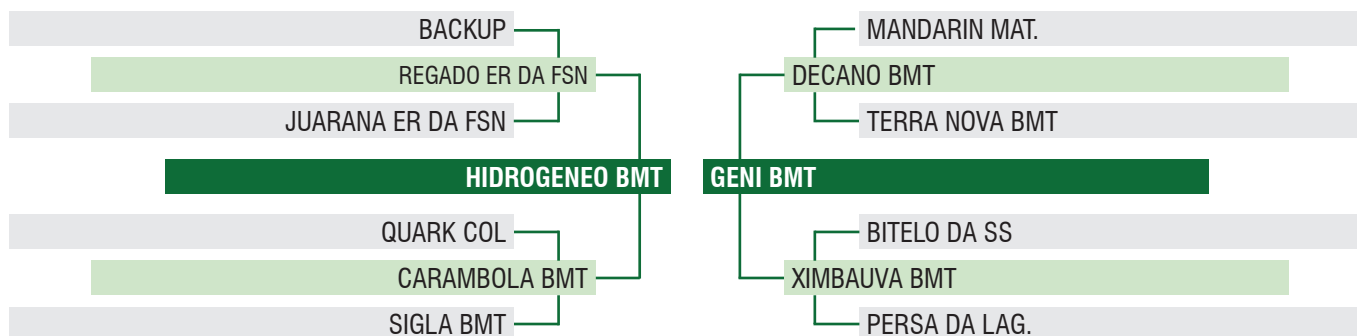 BACKUP
REGADO ER DA FSN
JUARANA ER DA FSN
HIDROGENEO BMT
QUARK COL
CARAMBOLA BMT
SIGLA BMT
MANDARIN MAT.
DECANO BMT
TERRA NOVA BMT
GENI BMT
BITELO DA SS
XIMBAUVA BMT
PERSA DA LAG.